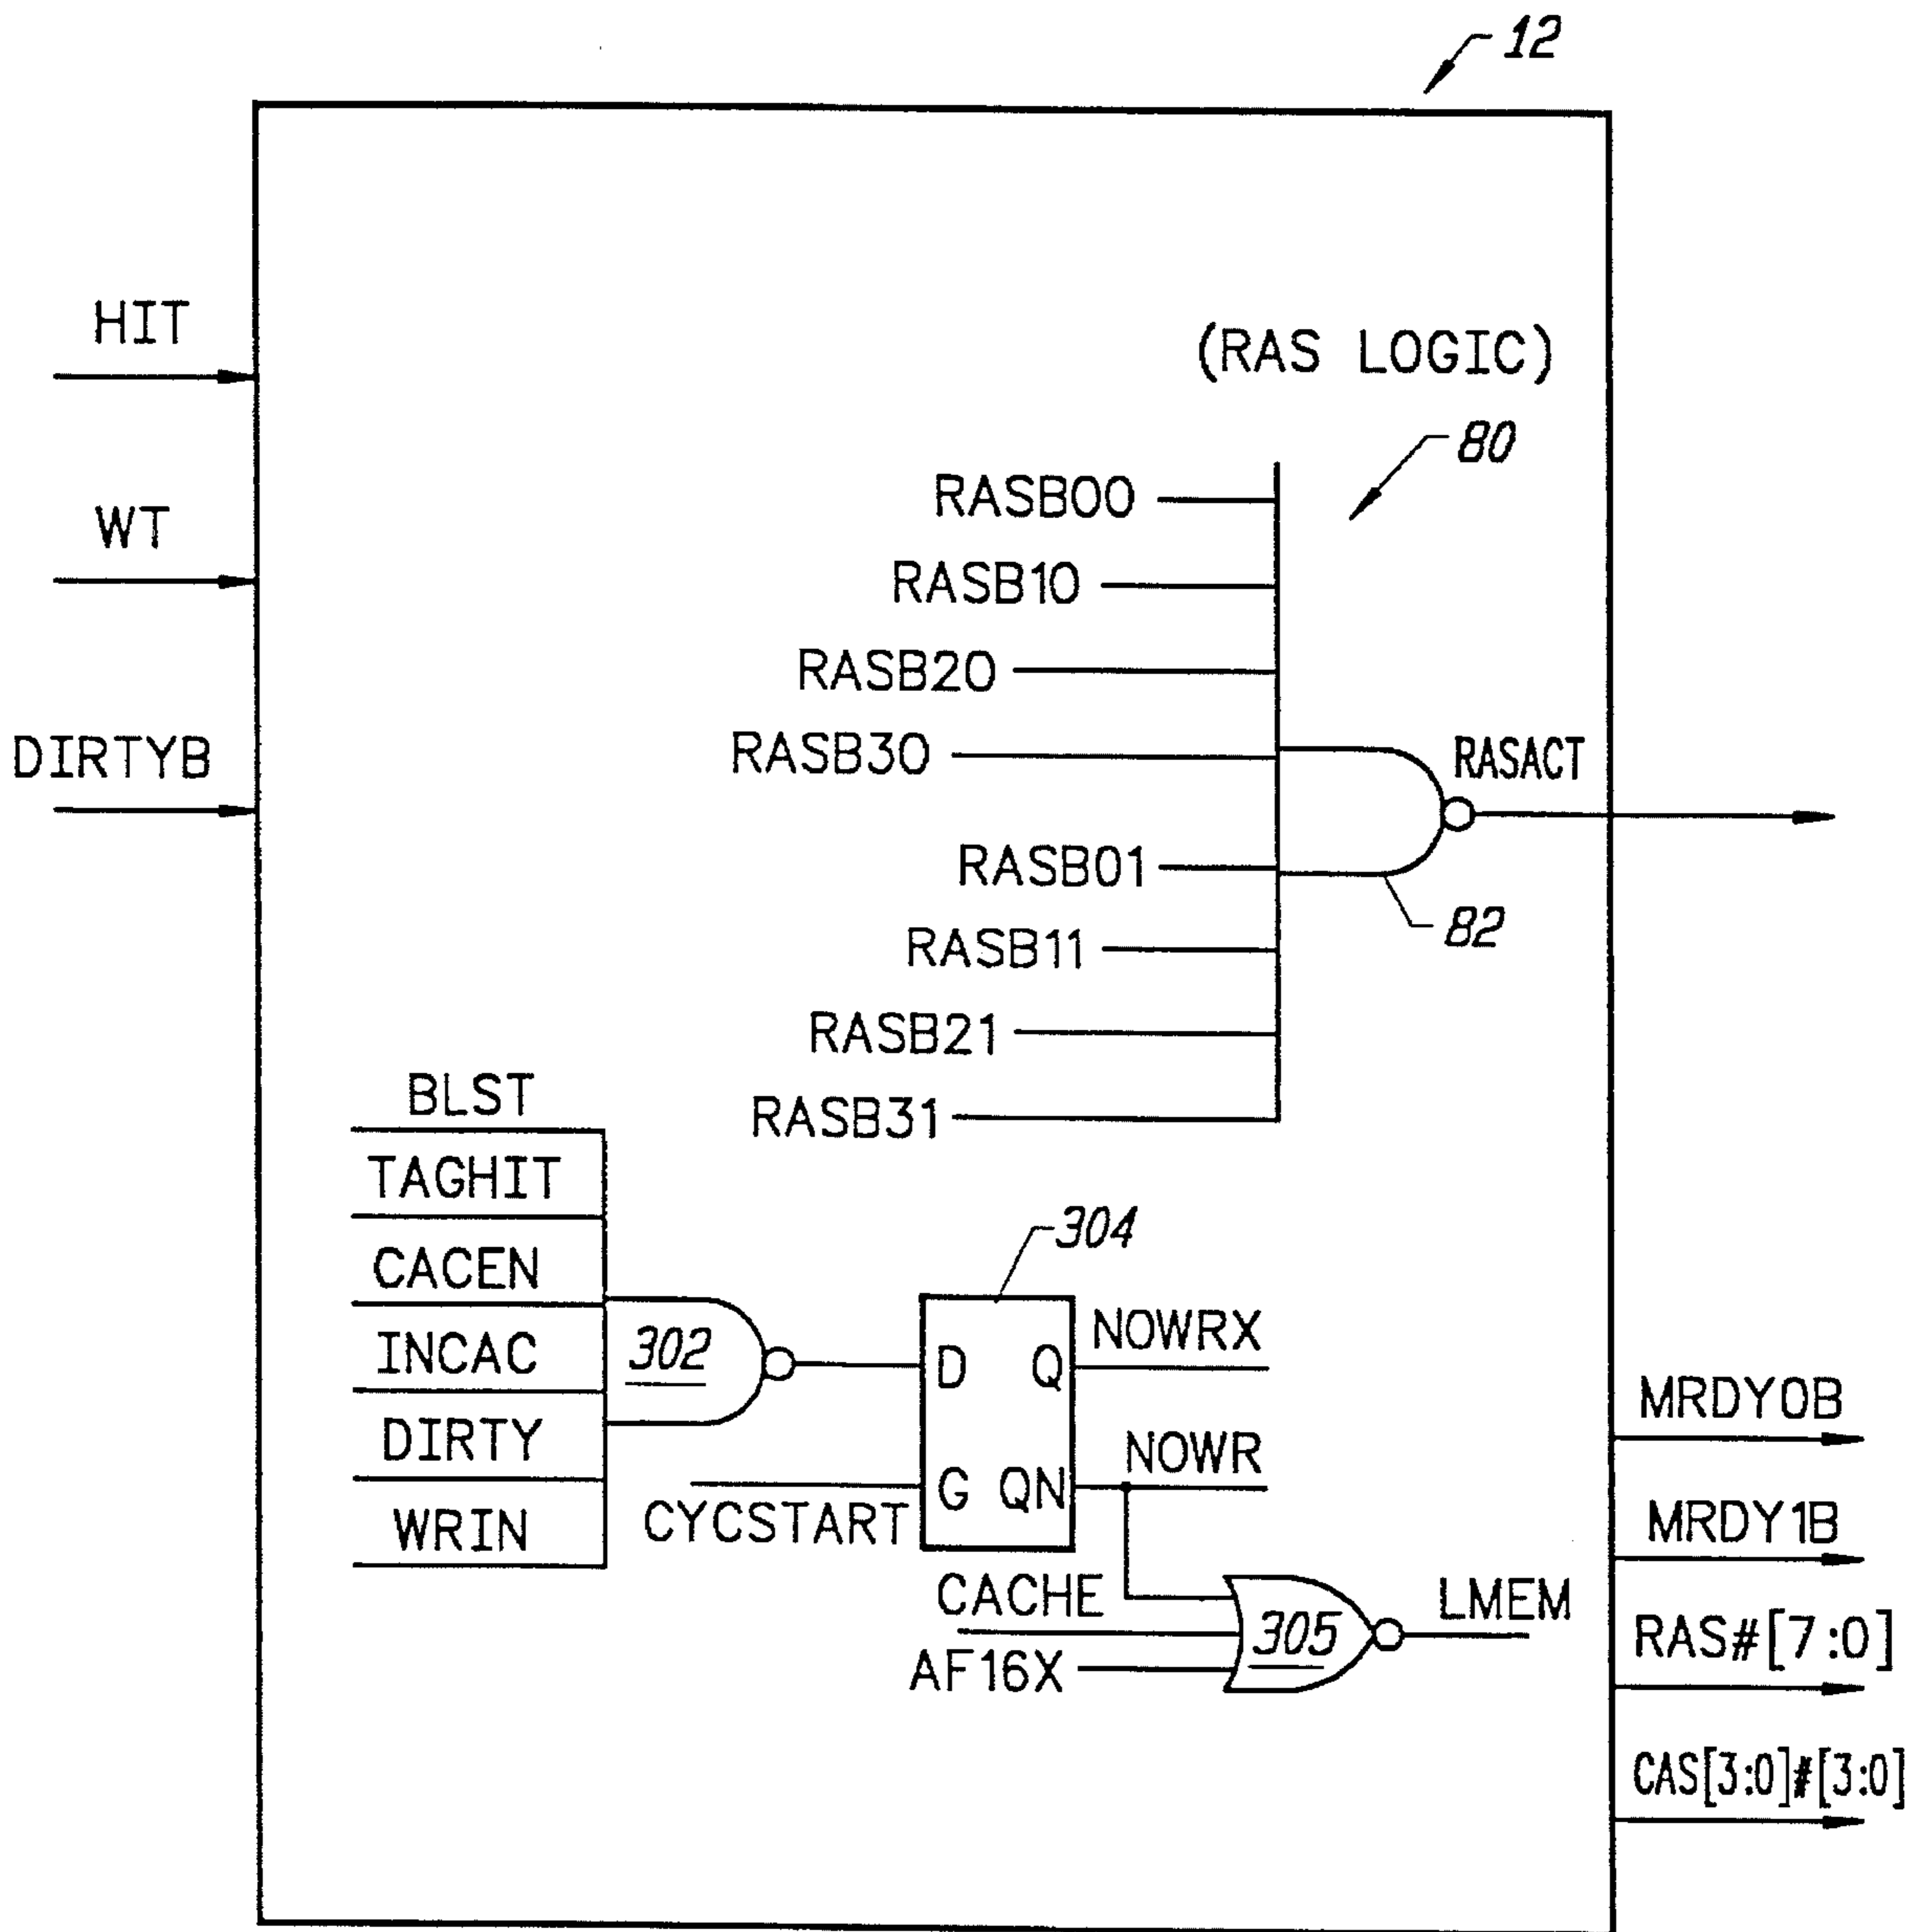 12
HIT
(RAS LOGIC)
80
RASB00
WT
RASB10
RASB20
DIRTYB
RASB30
RASACT
RASB01
82
RASB11
RASB21
BLST
RASB31
TAGHIT
304
CACEN
NOWRX
INCAC
302
D Q
MRDY0B
DIRTY
NOWR
G QN
CYCSTART
WRIN
MRDY1B
CACHE
LMEM
305
RAS#[7:0]
AF16X
CAS[3:0]#[3:0]